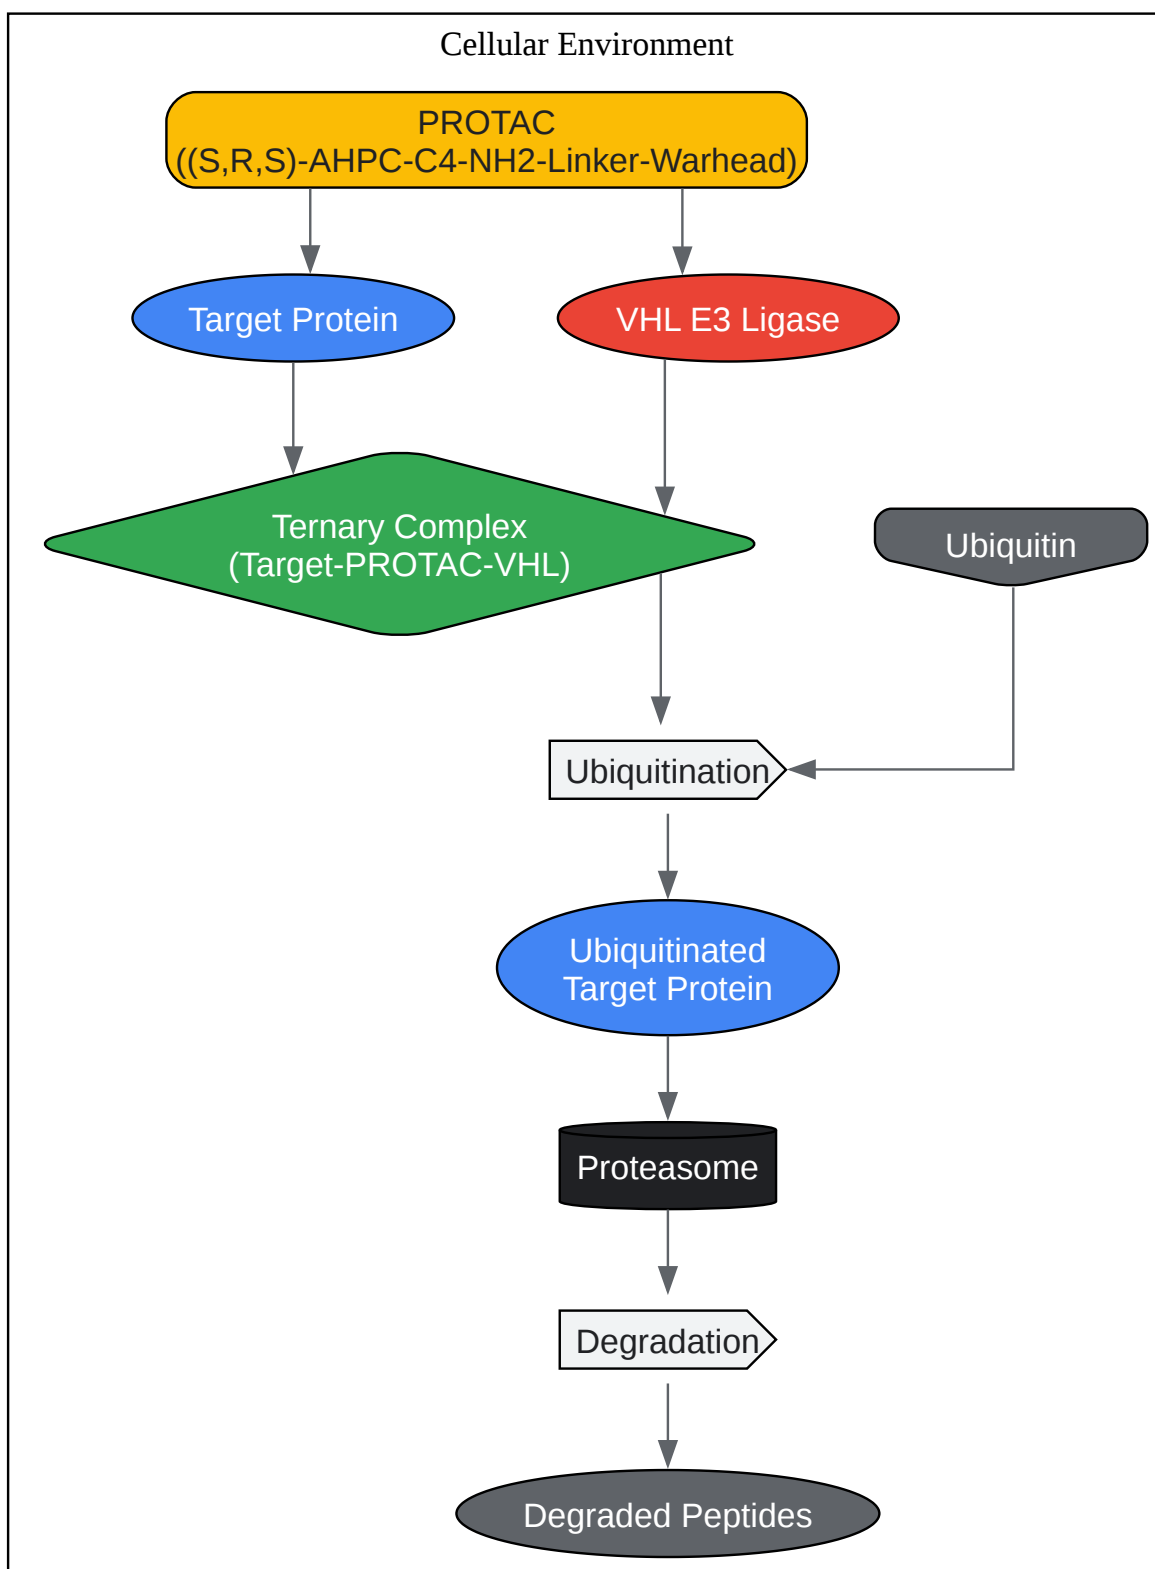 Cellular Environment
PROTAC
((S,R,S)-AHPC-C4-NH2-Linker-Warhead)
Target Protein
VHL E3 Ligase
Ternary Complex
(Target-PROTAC-VHL)
Ubiquitin
Ubiquitination
Ubiquitinated
Target Protein
Proteasome
Degradation
Degraded Peptides